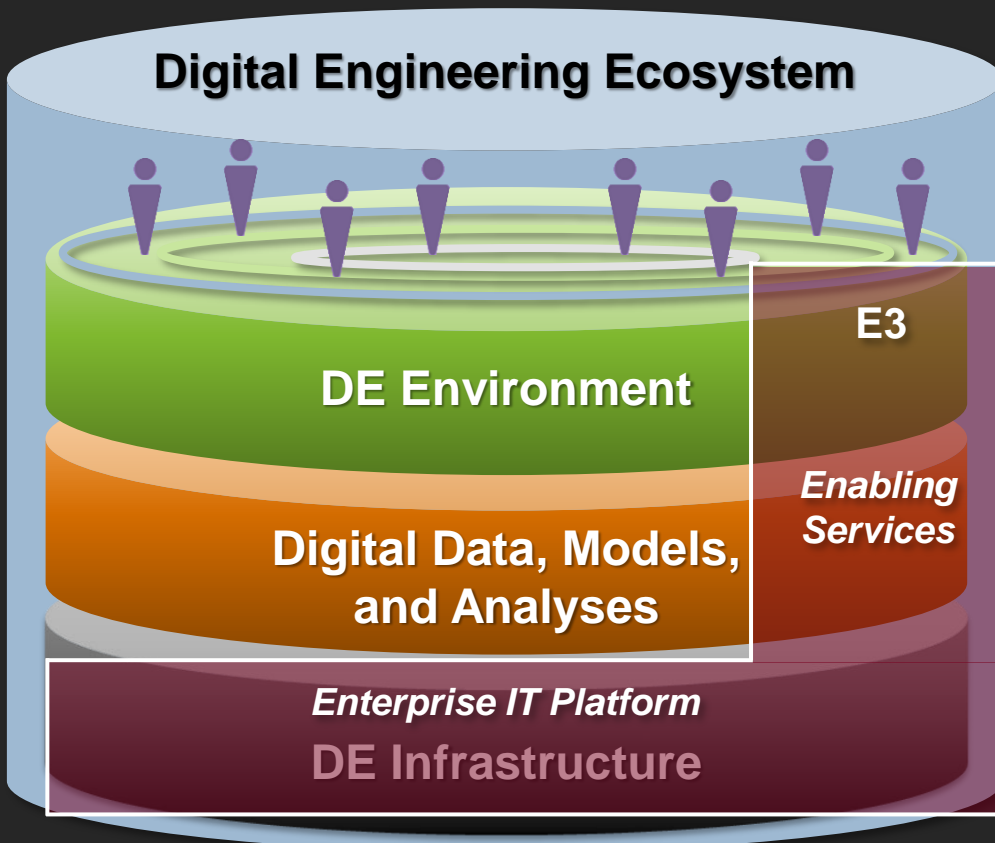 Digital Engineering Ecosystem
E3
DE Environment
Enabling
Services
Digital Data, Models,
and Analyses
Enterprise IT Platform
DE Infrastructure